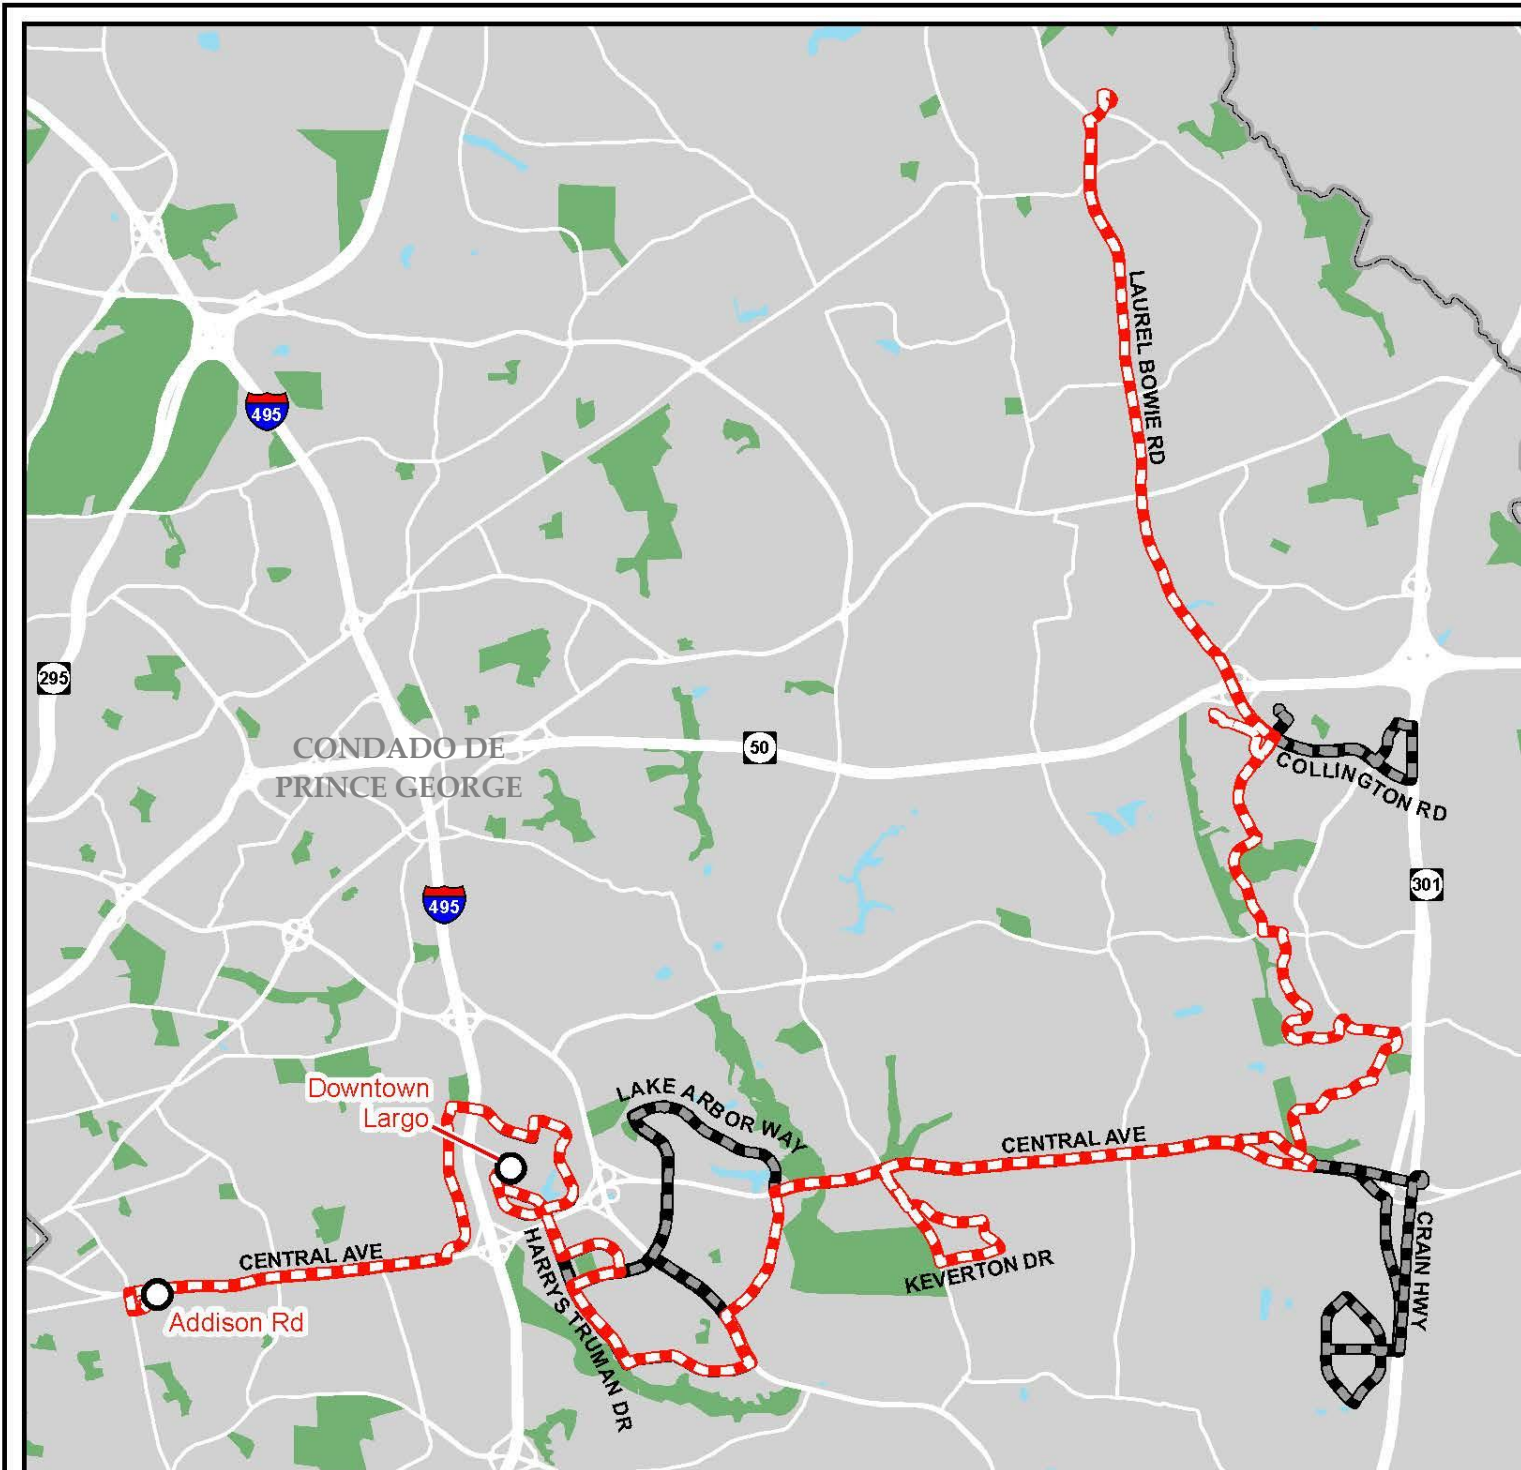 LAUREL BOWIE RD
495
295
CONDADO DE
PRINCE GEORGE
50
COLLINGTON RD
301
495
Downtown
Largo
LAKE ARBOR WAY
CENTRAL AVE
CENTRAL AVE
HARRY S TRUMAN DR
KEVERTON DR
CRAIN HWY
Addison Rd